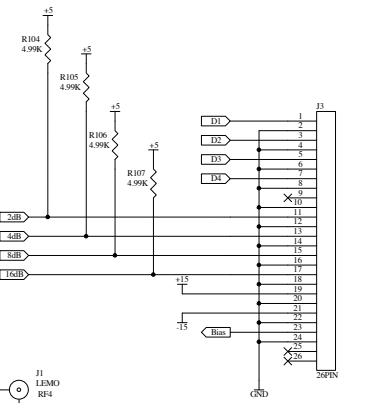 +5
R104
4.99K
+5
R105
4.99K
+5
R106
4.99K
+5
R107
4.99K
2dB
4dB
8dB
16dB
D1
D2
D3
D4
J3
1
2
3
4
5
6
7
8
9
10
11
12
13
14
15
16
17
18
19
20
21
22
23
24
25
26
26PIN
+15
-15
Bias
GND
J1
LEMO
RF4